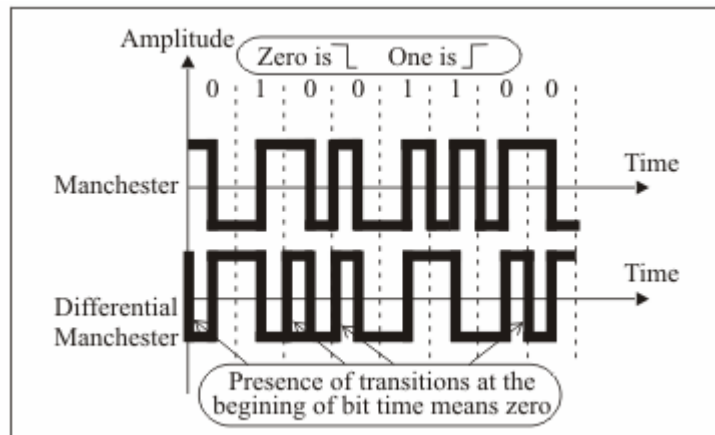 Amplitude
Zero is One is
0 1 0 0 1 1 0 0
Time
Manchester
Time
Differential
Manchester
Presence of transitions at the
begining of bit time means zero